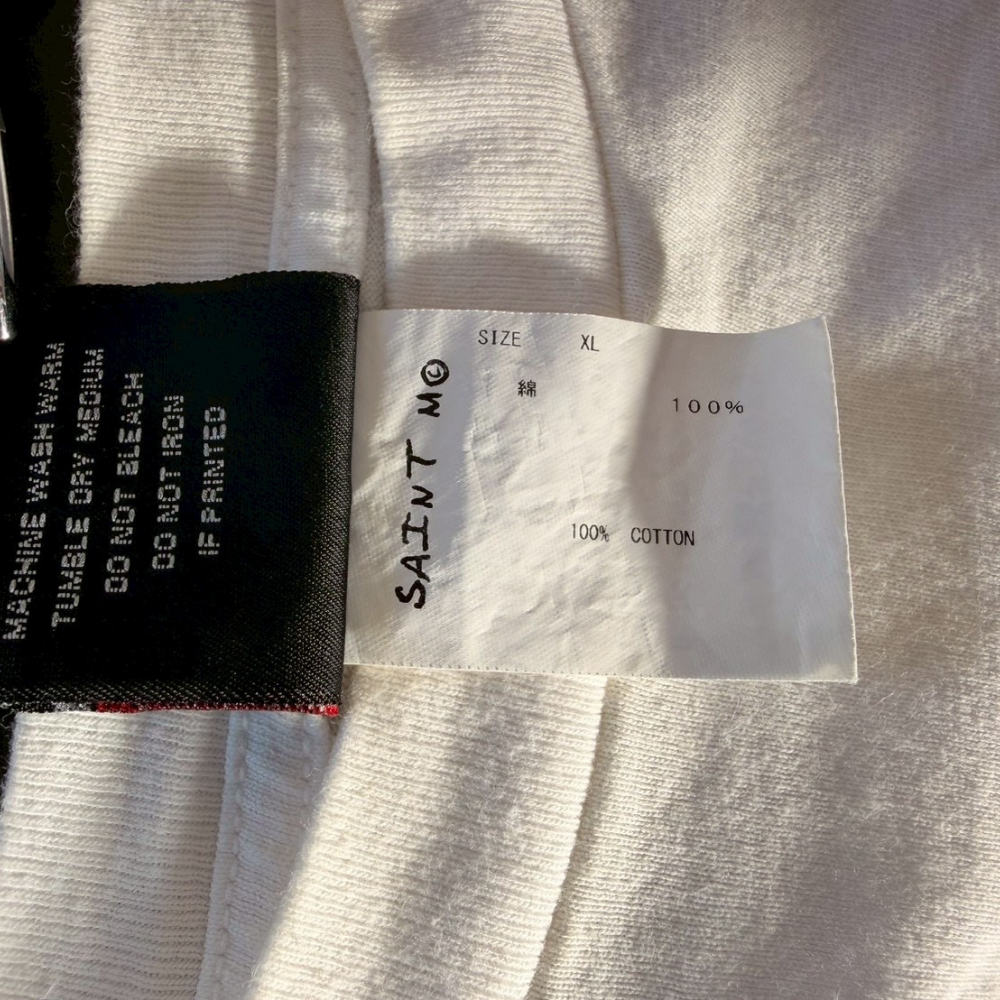 MACHINE WASH WARM
TUMBLE DRY MEDIUM
DO NOT BLEACH
DO NOT IRON
IF PRINTED
SAINT M©
SIZE XL
綿 100%
100% COTTON